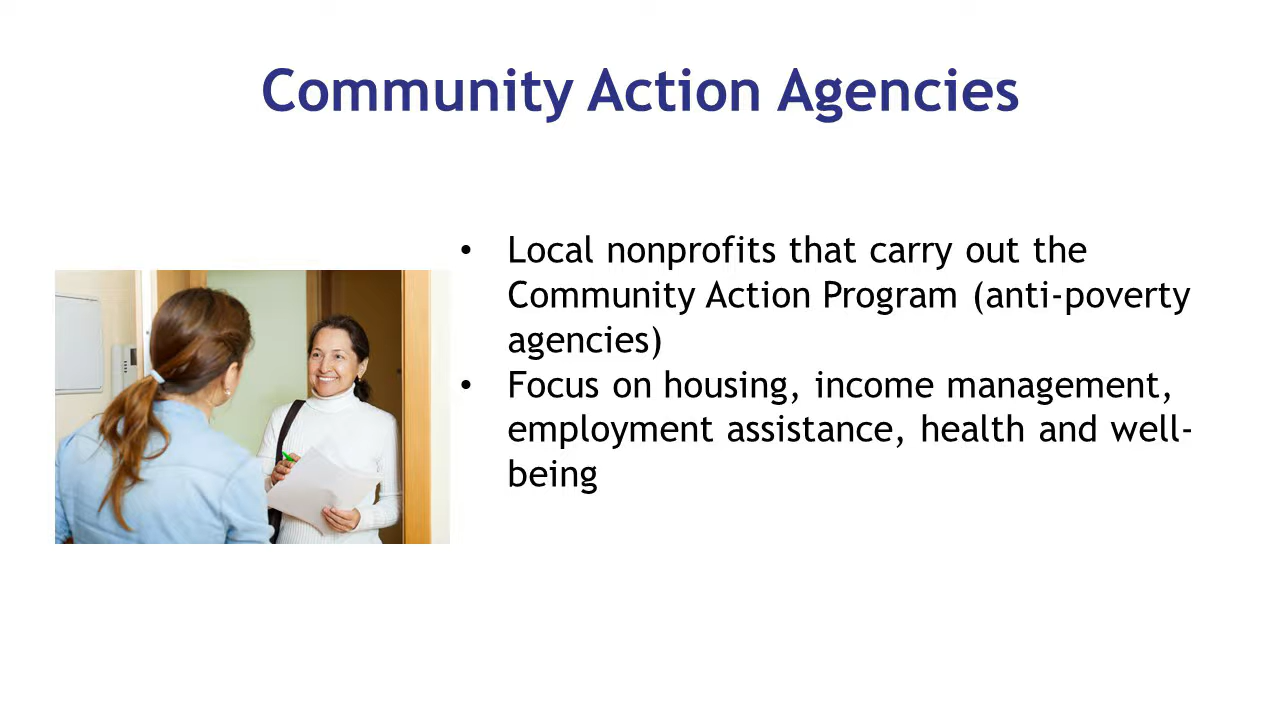 Community Action Agencies
• Local nonprofits that carry out the
Community Action Program (anti-poverty
agencies)
• Focus on housing, income management,
employment assistance, health and well-
being